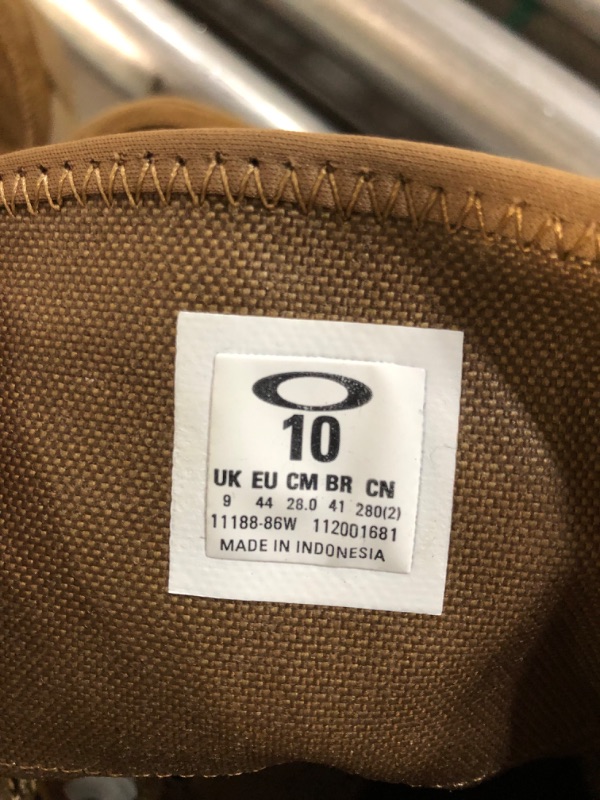 10
UK EU CM BR CN
9 44 28.0 41 280(2)
11188-86W 112001681
MADE IN INDONESIA